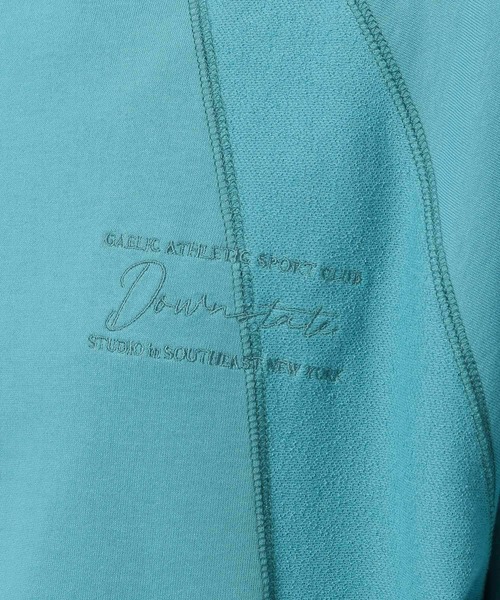 GAELIC ATHLETIC SPORT CLUB
Downstate.
STUDIO in SOUTHEAST NEW YORK